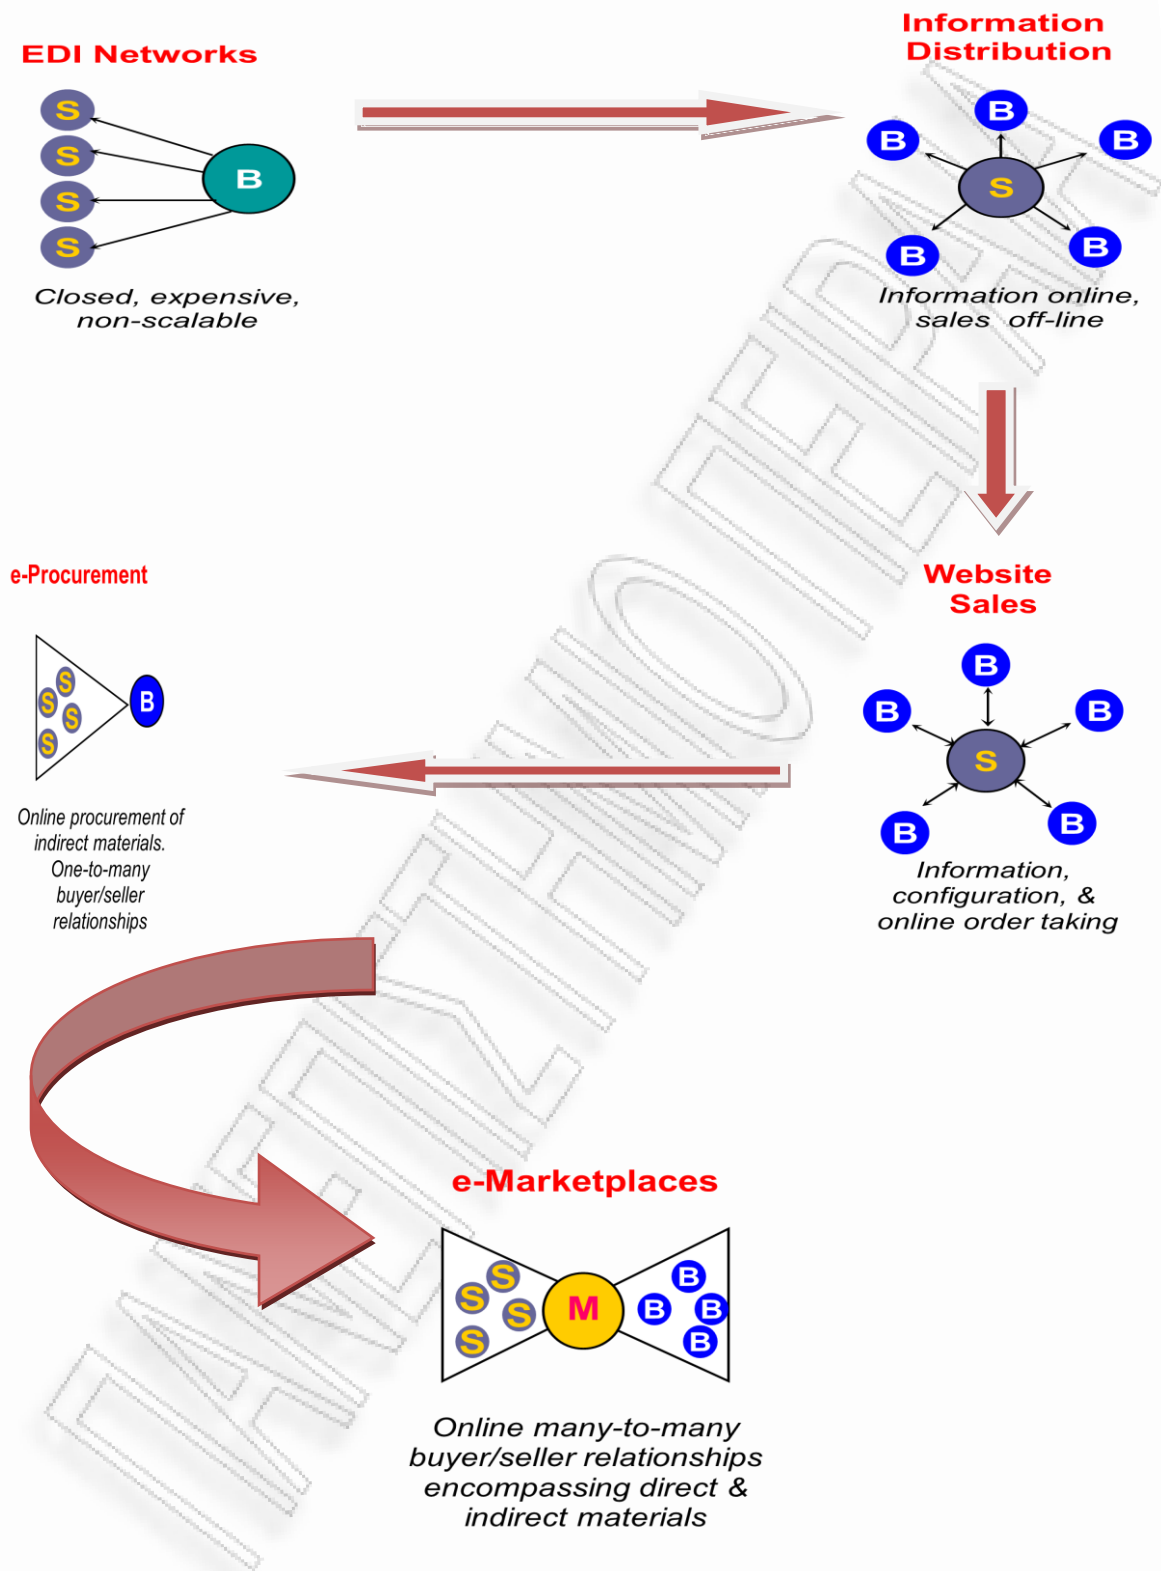 EDI Networks
S
S
S
S
B
Closed, expensive,
non-scalable
Information
Distribution
B
B
B
S
B
B
Information online,
sales off-line
Website
Sales
B
B
B
S
B
B
Information,
configuration, &
online order taking
e-Procurement
S
S
S
S
B
Online procurement of
indirect materials.
One-to-many
buyer/seller
relationships
e-Marketplaces
S
S
S
S
M
B
B
B
B
Online many-to-many
buyer/seller relationships
encompassing direct &
indirect materials
ΠΑΝΕΠΙΣΤΗΜΙΟ ΠΕΙΡΑΙΑ